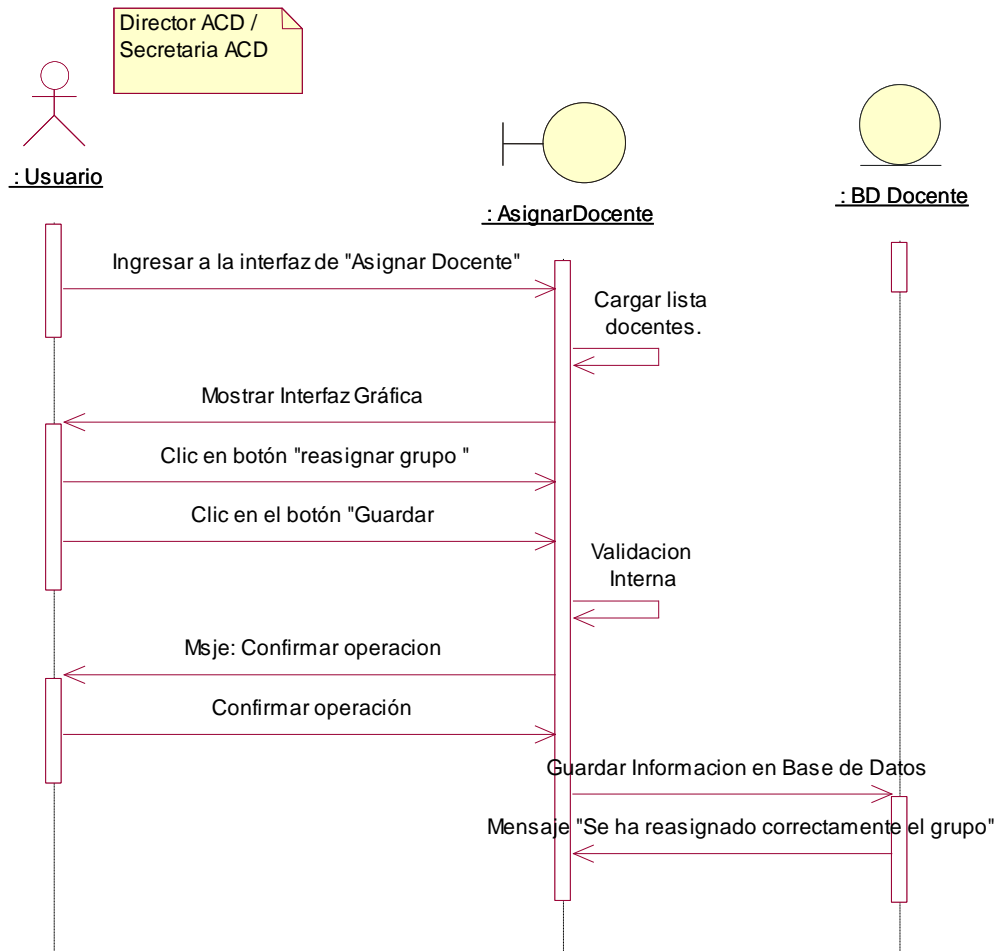 Director ACD /
Secretaria ACD
: Usuario
: AsignarDocente
: BD Docente
Ingresar a la interfaz de "Asignar Docente"
Cargar lista
docentes.
Mostrar Interfaz Gráfica
Clic en botón "reasignar grupo "
Clic en el botón "Guardar
Validacion
Interna
Msje: Confirmar operacion
Confirmar operación
Guardar Informacion en Base de Datos
Mensaje "Se ha reasignado correctamente el grupo"